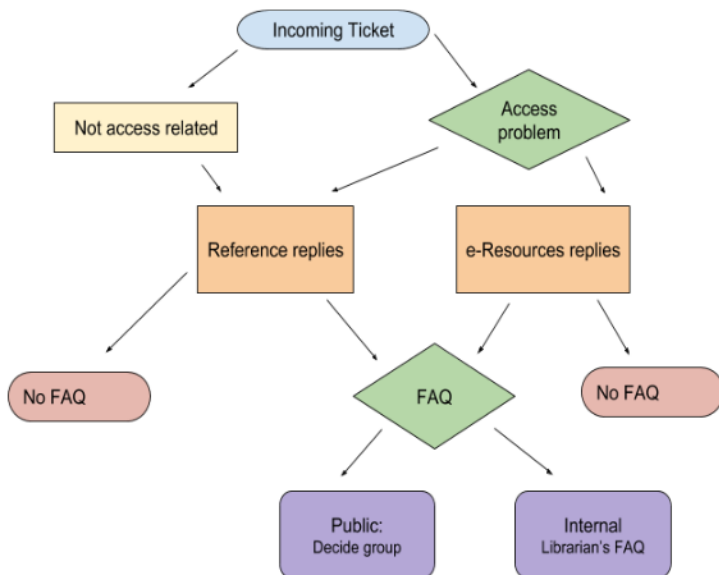 Incoming Ticket
Not access related
Access
problem
Reference replies
e-Resources replies
No FAQ
FAQ
No FAQ
Public:
Decide group
Internal
Librarian's FAQ